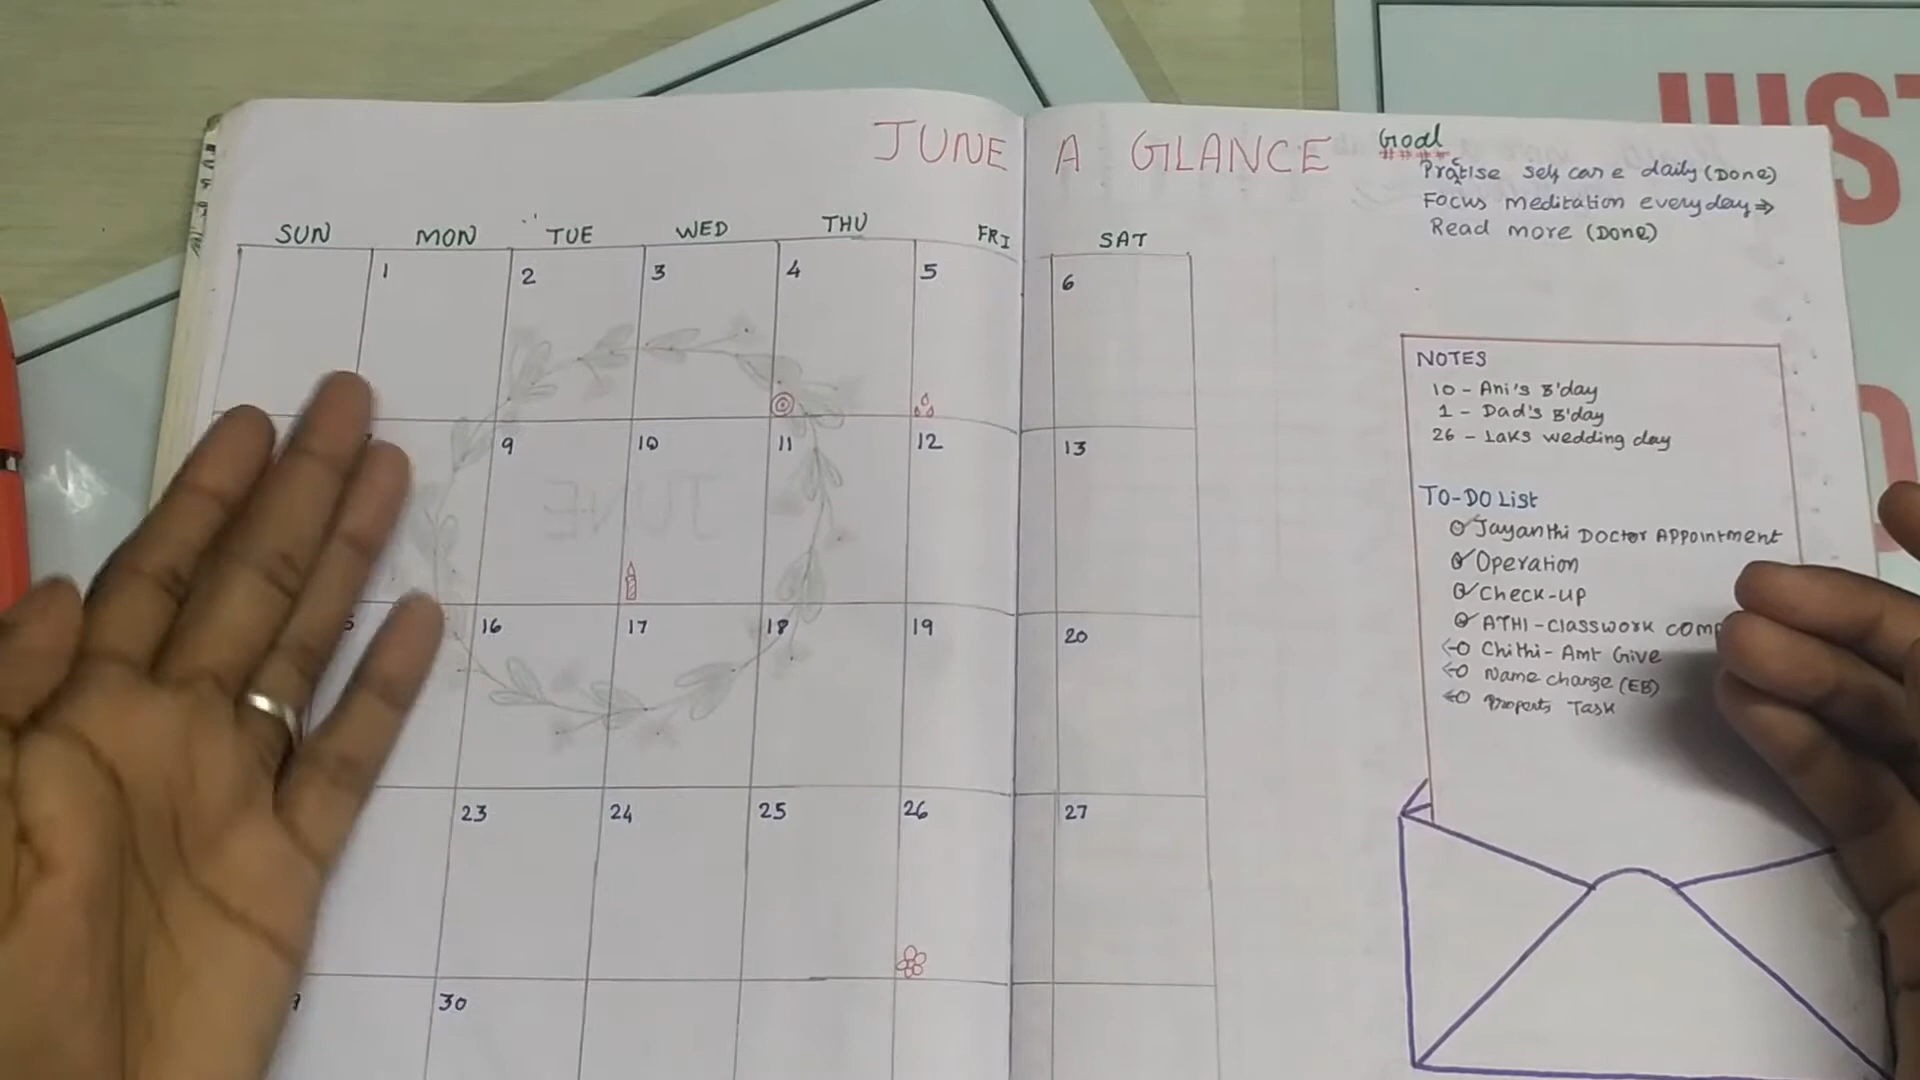 JUNE A GLANCE
Goal
Pratise self care daily (Done)
c
Focus meditation everyday ⇒
Read more (Done)
SUN MON TUE WED THU FRI SAT
1 2 3 4 5 6
9 10 11 12 13
16 17 18 19 20
23 24 25 26 27
30
JUNE
NOTES
10 - Ani's B'day
1 - Dad's B'day
26 - Laks wedding day
TO-DO List
Jayanthi Doctor Appointment
Operation
Check-up
ATHI - Classwork comp
Chithi - Amt Give
Name change (EB)
Task
JUST